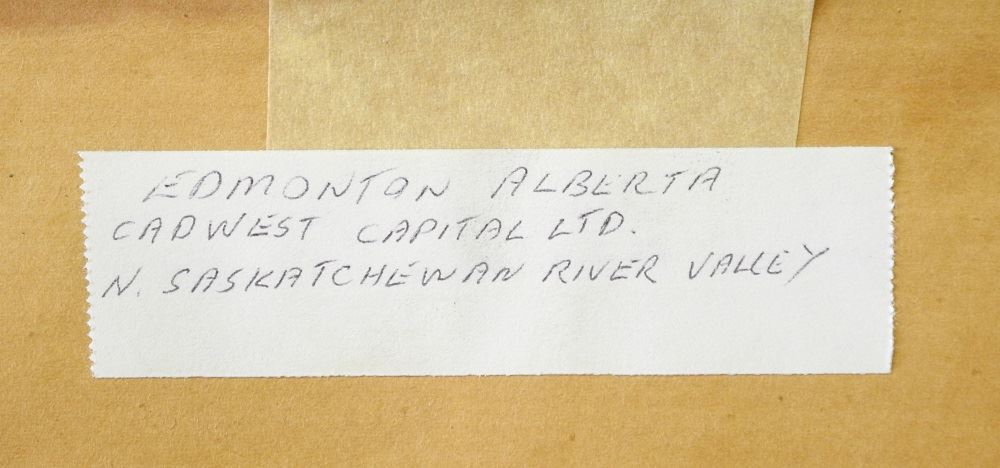 EDMONTON ALBERTA
CADWEST CAPITAL LTD.
N. SASKATCHEWAN RIVER VALLEY